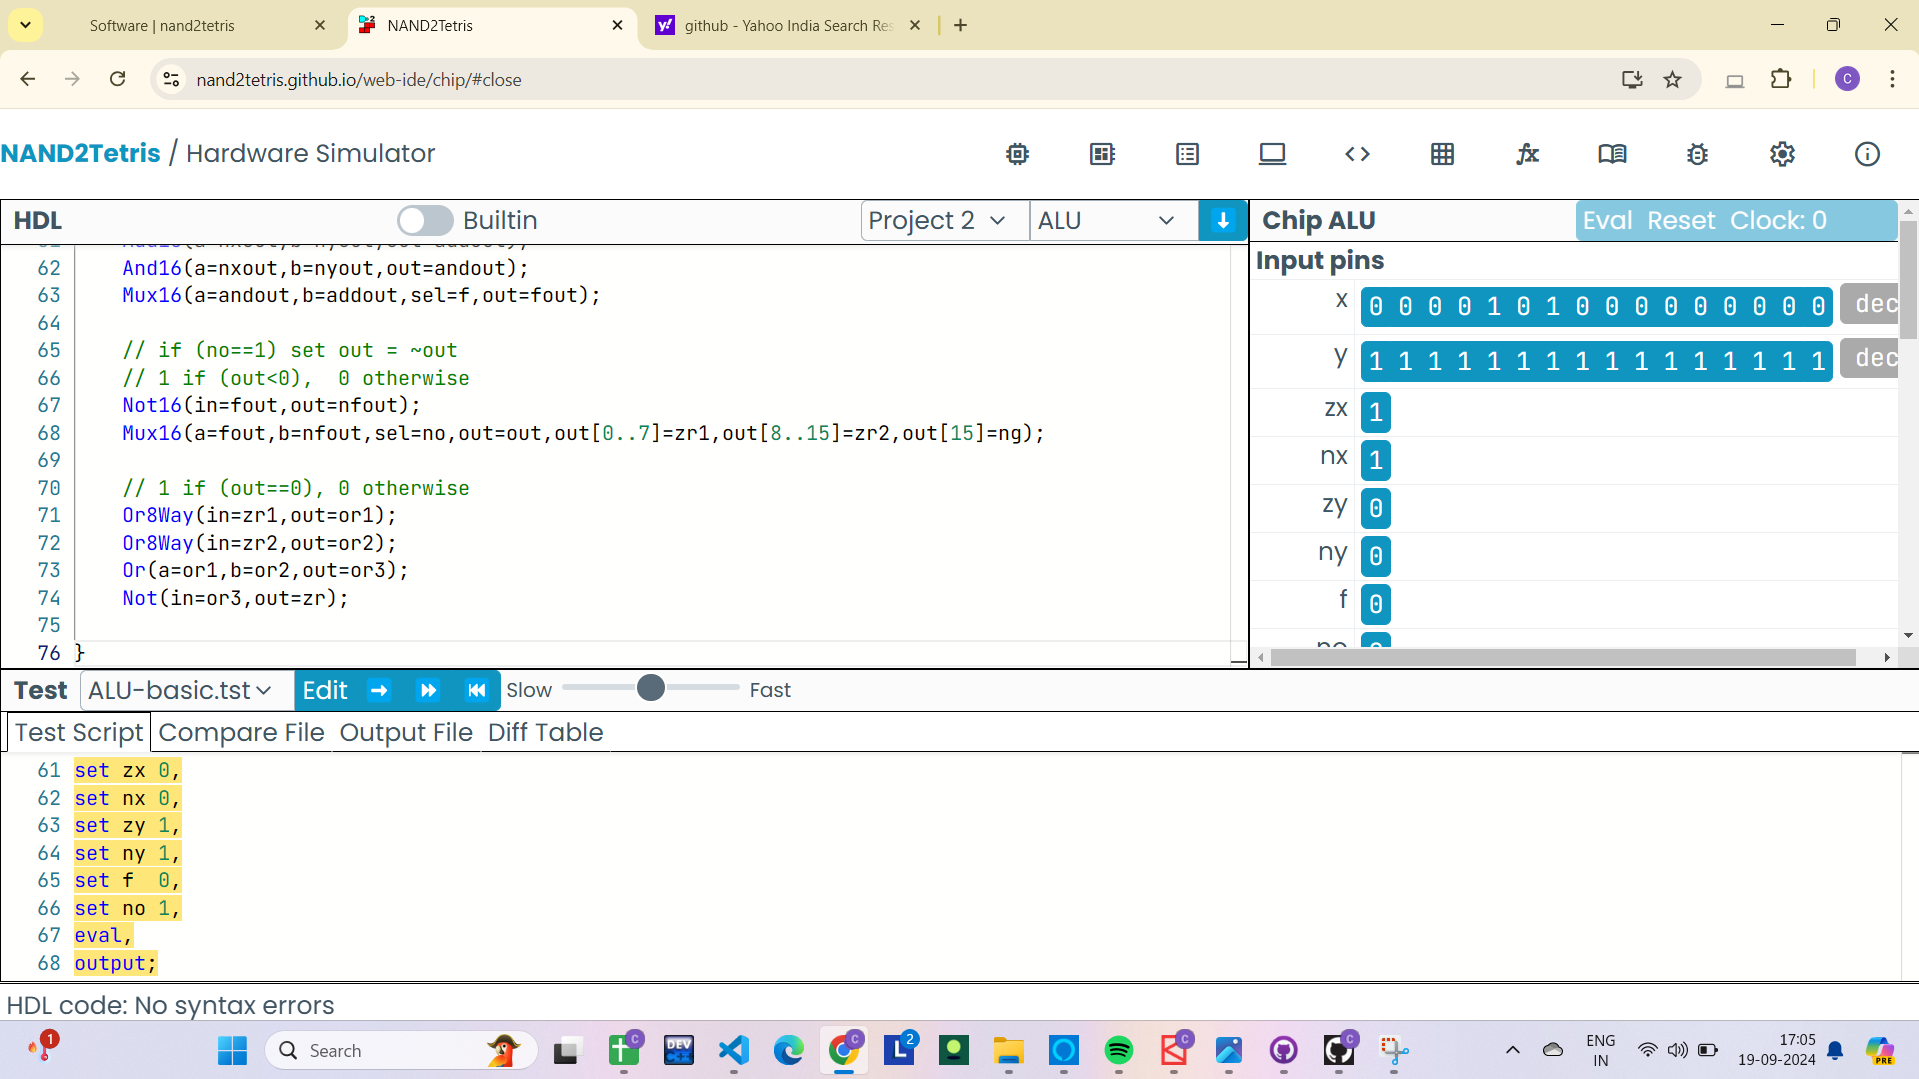 Software | nand2tetris
NAND2Tetris
github - Yahoo India Search Res
nand2tetris.github.io/web-ide/chip/#close
C
NAND2Tetris / Hardware Simulator
HDL
Builtin
Project 2
ALU
62 And16(a=nxout,b=nyout,out=andout);
63 Mux16(a=andout,b=addout,sel=f,out=fout);
64
65 // if (no==1) set out = ~out
66 // 1 if (out<0), 0 otherwise
67 Not16(in=fout,out=nfout);
68 Mux16(a=fout,b=nfout,sel=no,out=out,out[0..7]=zr1,out[8..15]=zr2,out[15]=ng);
69
70 // 1 if (out==0), 0 otherwise
71 Or8Way(in=zr1,out=or1);
72 Or8Way(in=zr2,out=or2);
73 Or(a=or1,b=or2,out=or3);
74 Not(in=or3,out=zr);
75
76 }
Chip ALU
Eval Reset Clock: 0
Input pins
x 0 0 0 0 1 0 1 0 0 0 0 0 0 0 0 0 dec
y 1 1 1 1 1 1 1 1 1 1 1 1 1 1 1 1 dec
zx 1
nx 1
zy 0
ny 0
f 0
no 0
Test ALU-basic.tst Edit Slow Fast
Test Script Compare File Output File Diff Table
61 set zx 0,
62 set nx 0,
63 set zy 1,
64 set ny 1,
65 set f 0,
66 set no 1,
67 eval,
68 output;
HDL code: No syntax errors
1
Search
C
DEV
C++
C
L
2
C
C
ENG
IN
17:05
19-09-2024
PRE